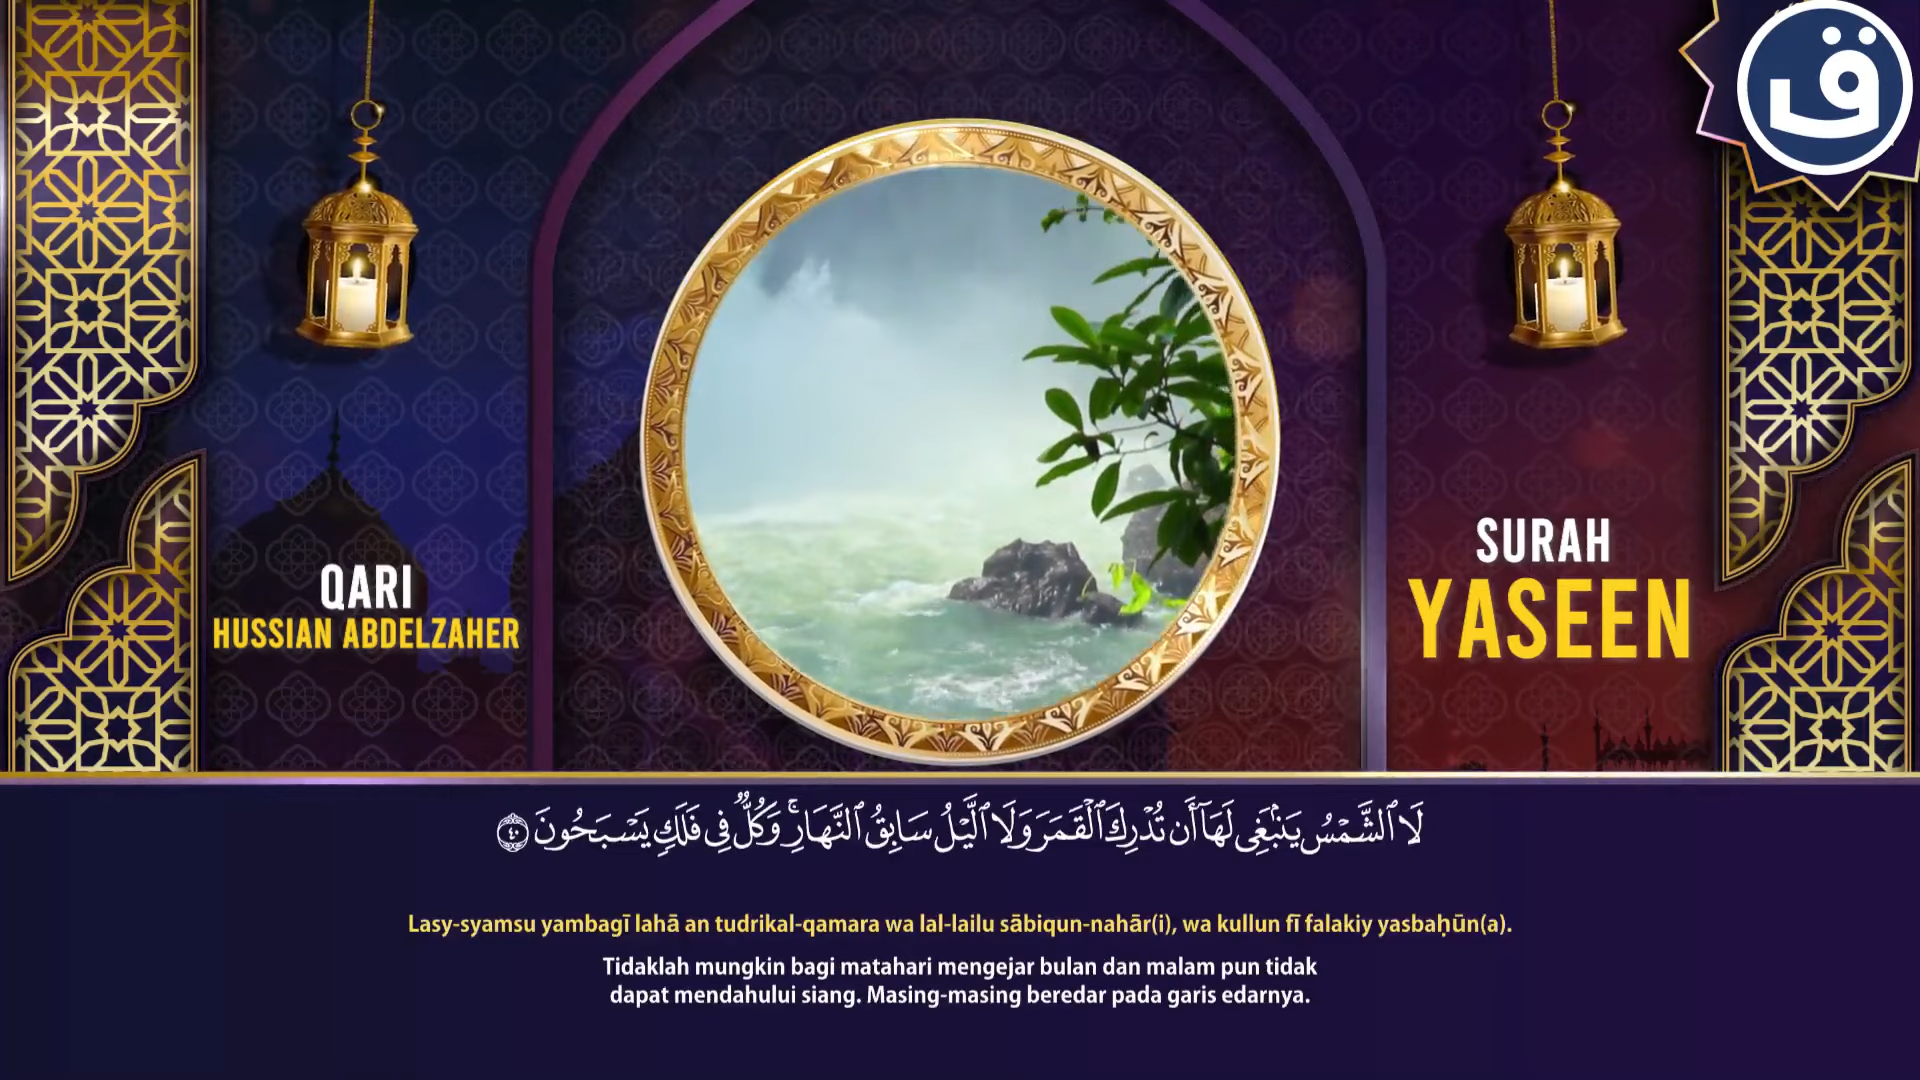 ق
QARI
HUSSIAN ABDELZAHER
SURAH
YASEEN
لَا ٱلشَّمْسُ يَنۢبَغِى لَهَآ أَن تُدْرِكَ ٱلْقَمَرَ وَلَا ٱلَّيْلُ سَابِقُ ٱلنَّهَارِ ۚ وَكُلٌّ فِى فَلَكٍ يَسْبَحُونَ ٤٠
Lasy-syamsu yambagī lahā an tudrikal-qamara wa lal-lailu sābiqun-nahār(i), wa kullun fī falakiy yasbaḥūn(a).
Tidaklah mungkin bagi matahari mengejar bulan dan malam pun tidak
dapat mendahului siang. Masing-masing beredar pada garis edarnya.